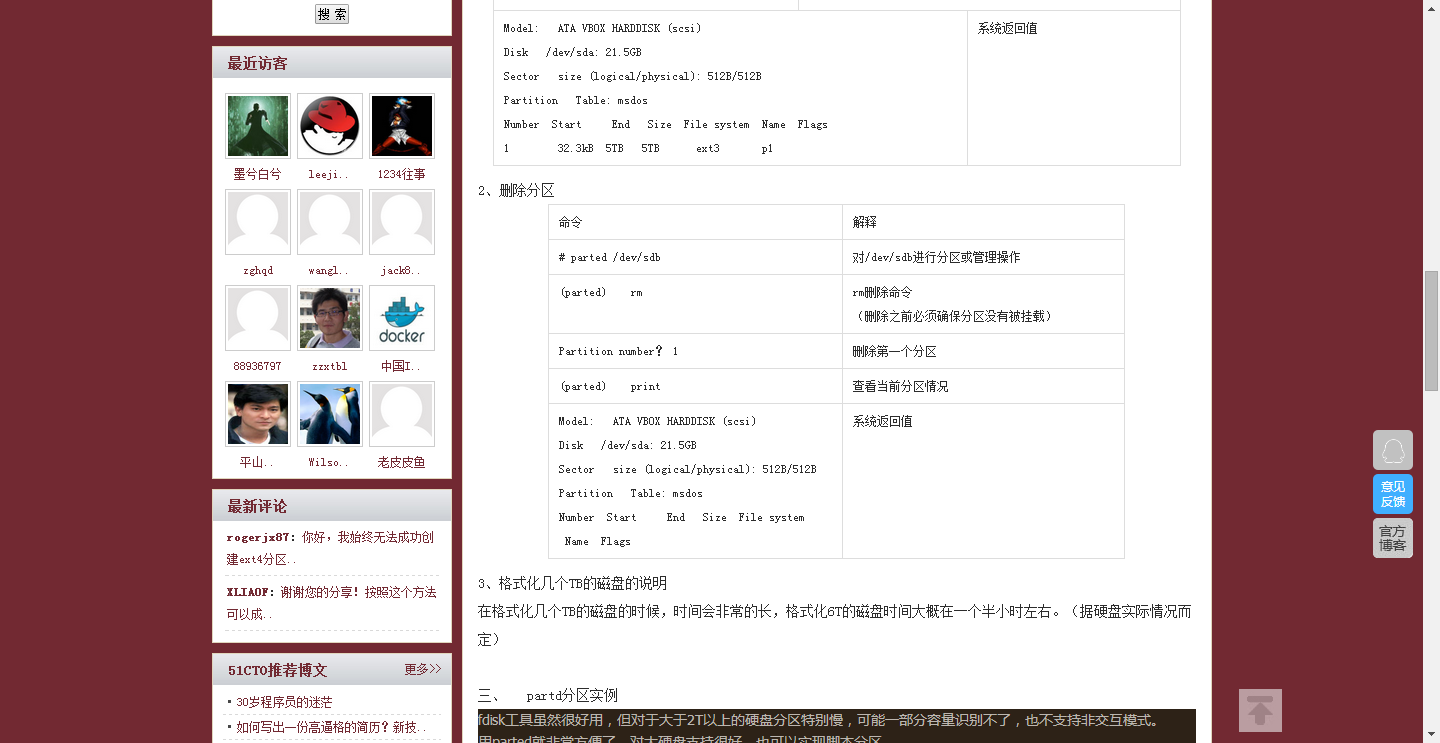 搜 索
最近访客
墨兮白兮
leeji..
1234往事
zghqd
wangl..
jack8..
88936797
zzxtbl
docker
中国I..
平山..
Wilso..
老皮皮鱼
最新评论
rogerjx87：你好，我始终无法成功创
建ext4分区..
XLIAOF：谢谢您的分享！按照这个方法
可以成..
51CTO推荐博文
更多>>
• 30岁程序员的迷茫
• 如何写出一份高逼格的简历？新技..
Model: ATA VBOX HARDDISK (scsi)
系统返回值
Disk /dev/sda: 21.5GB
Sector size (logical/physical): 512B/512B
Partition Table: msdos
Number Start End Size File system Name Flags
1 32.3kB 5TB 5TB ext3 p1
2、删除分区
命令 解释
# parted /dev/sdb 对/dev/sdb进行分区或管理操作
(parted) rm rm删除命令
（删除之前必须确保分区没有被挂载）
Partition number？ 1 删除第一个分区
(parted) print 查看当前分区情况
Model: ATA VBOX HARDDISK (scsi) 系统返回值
Disk /dev/sda: 21.5GB
Sector size (logical/physical): 512B/512B
Partition Table: msdos
Number Start End Size File system
Name Flags
3、格式化几个TB的磁盘的说明
在格式化几个TB的磁盘的时候，时间会非常的长，格式化6T的磁盘时间大概在一个半小时左右。（据硬盘实际情况而
定）
三、 partd分区实例
fdisk工具虽然很好用，但对于大于2T以上的硬盘分区特别慢，可能一部分容量识别不了，也不支持非交互模式。
用parted就非常方便了，对大硬盘支持很好，也可以实现脚本分区
意见
反馈
官方
博客